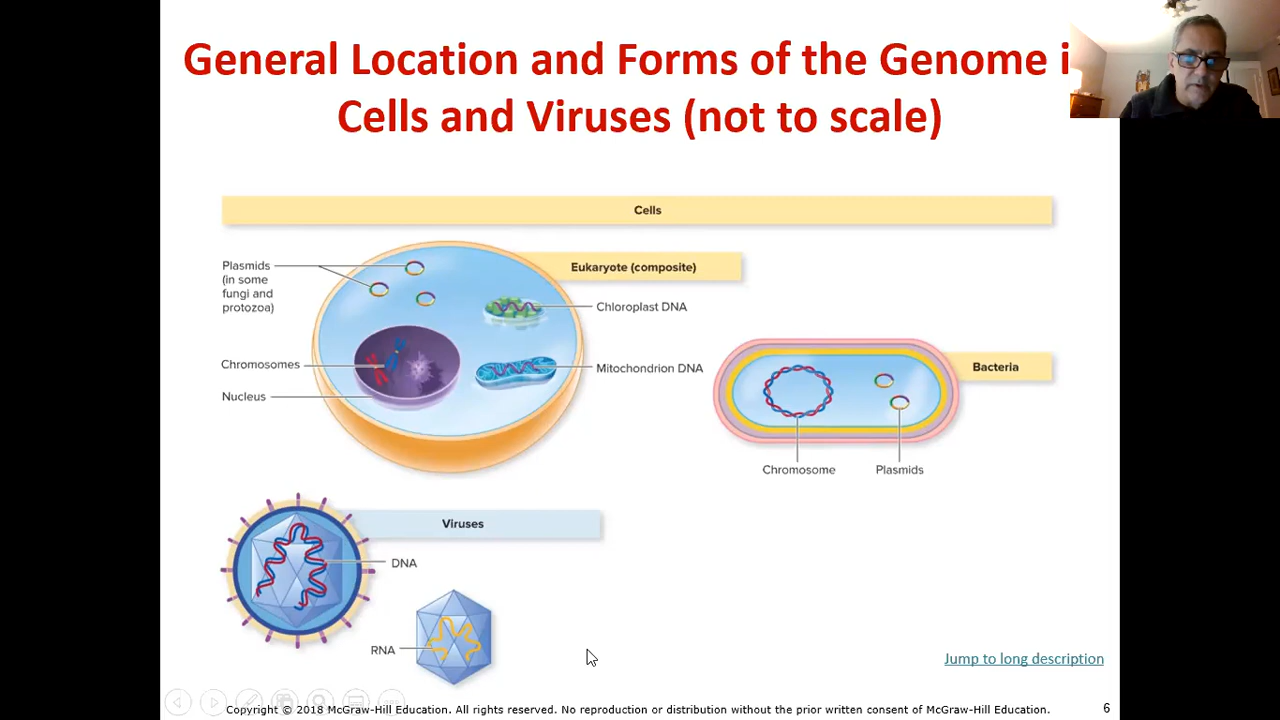 General Location and Forms of the Genome i
Cells and Viruses (not to scale)
Cells
Eukaryote (composite)
Plasmids
(in some
fungi and
protozoa)
Chloroplast DNA
Chromosomes
Mitochondrion DNA
Nucleus
Bacteria
Chromosome
Plasmids
Viruses
DNA
RNA
Jump to long description
Copyright © 2018 McGraw-Hill Education. All rights reserved. No reproduction or distribution without the prior written consent of McGraw-Hill Education.
6